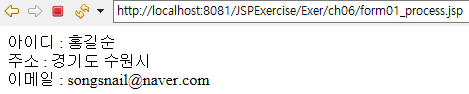 http://localhost:8081/JSPExercise/Exer/ch06/form01_process.jsp
아이디 : 홍길순
주소 : 경기도 수원시
이메일 : songsnail@naver.com